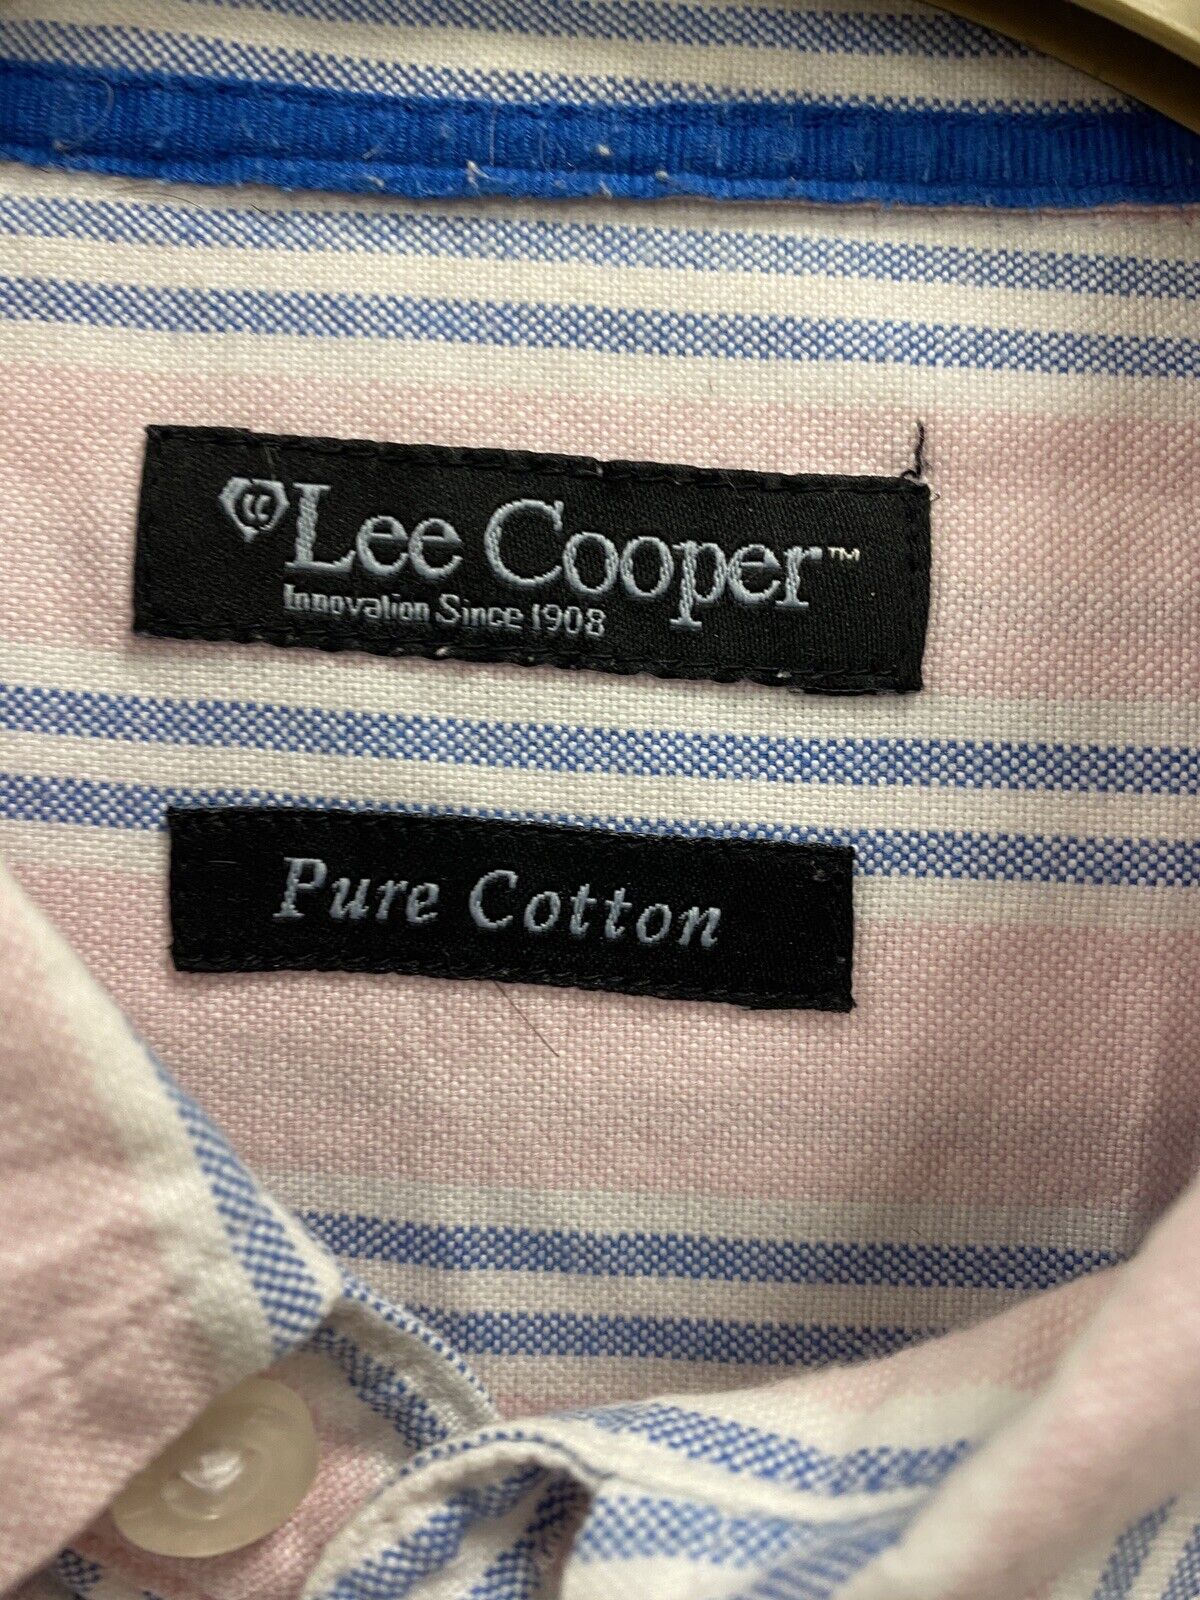 Lee Cooper™
Innovation Since 1908
Pure Cotton